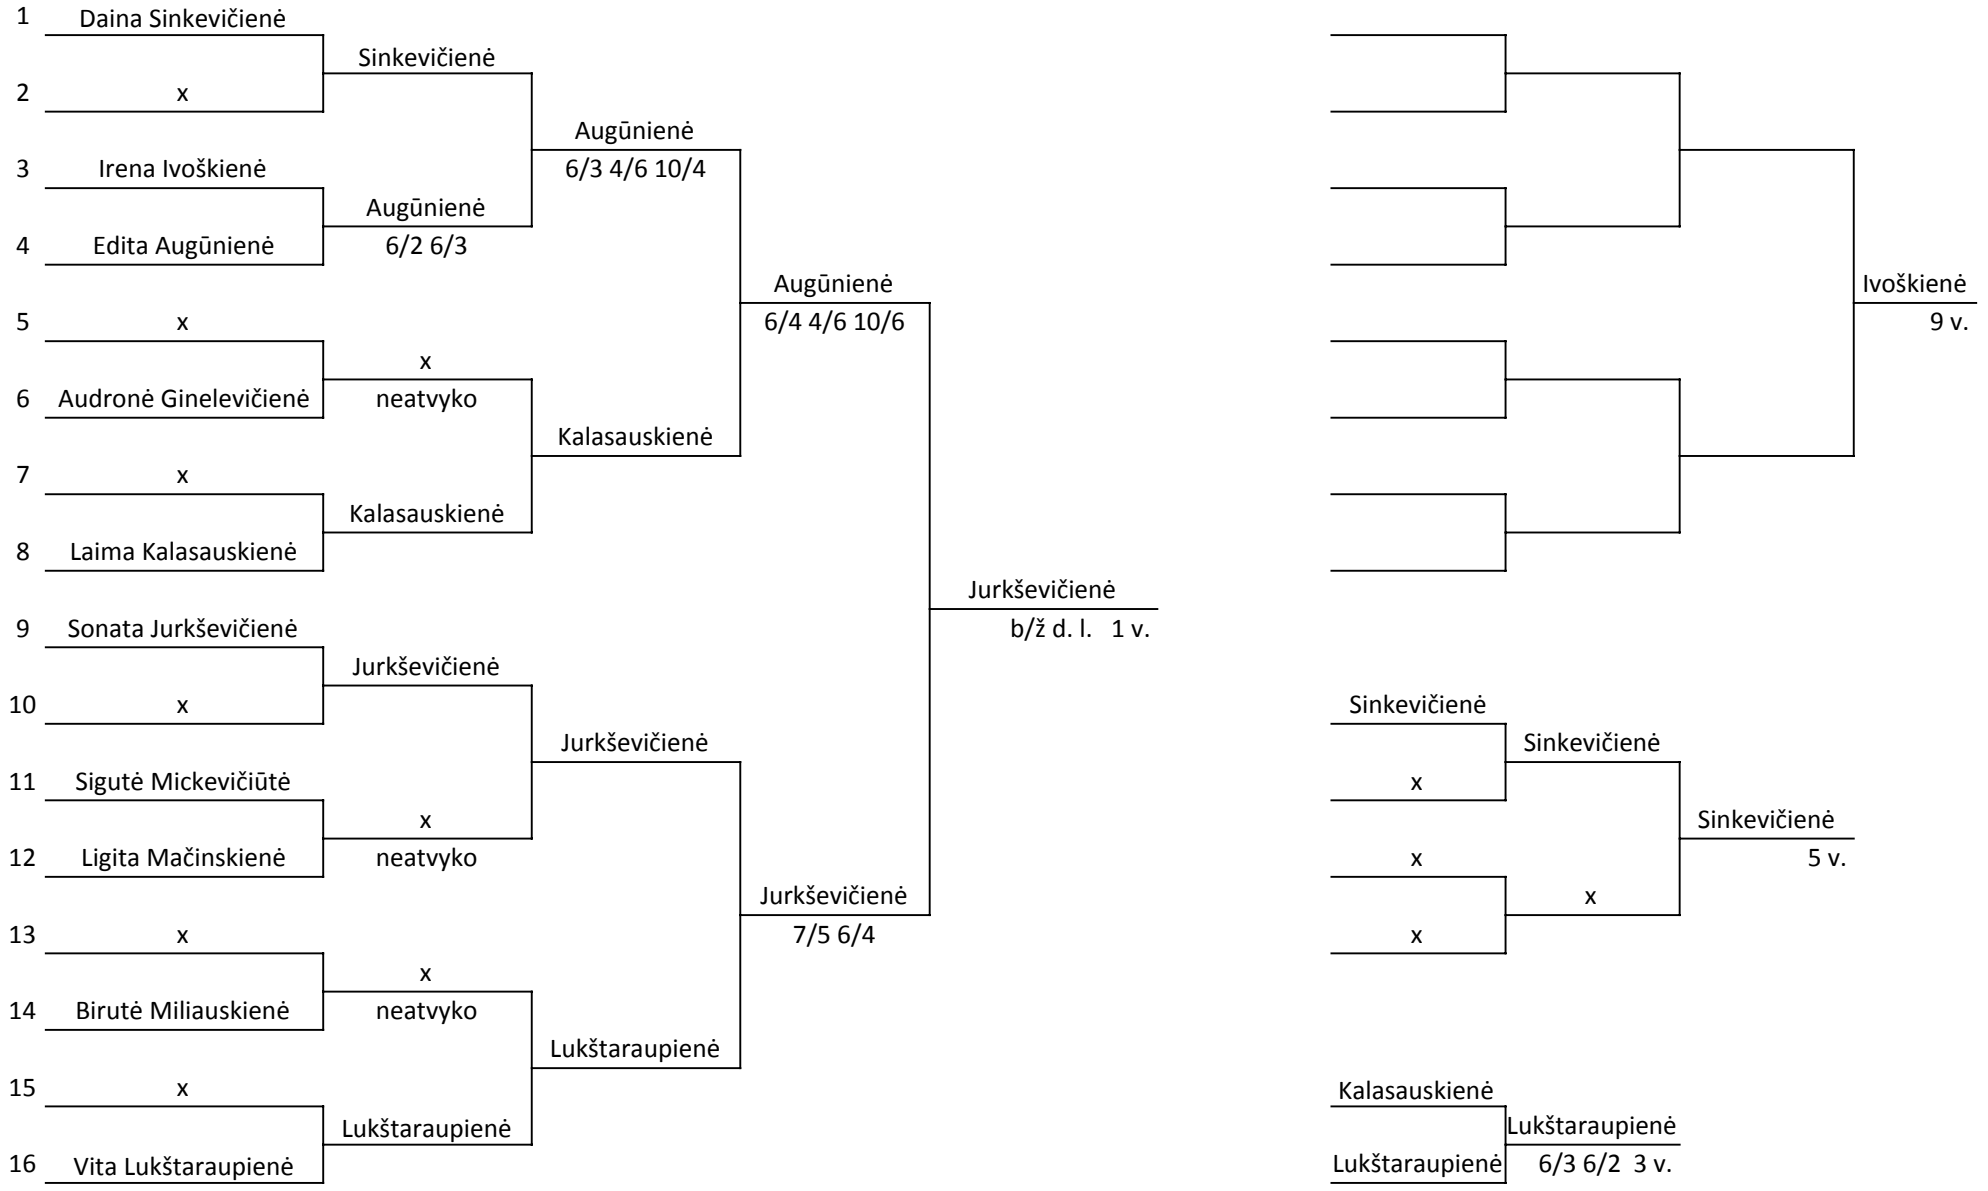 1 Daina Sinkevičienė
Sinkevičienė
2 x
Augūnienė
6/3 4/6 10/4
3 Irena Ivoškienė
Augūnienė
6/2 6/3
4 Edita Augūnienė
Augūnienė
6/4 4/6 10/6
5 x
x
neatvyko
6 Audronė Ginelevičienė
Kalasauskienė
7 x
Kalasauskienė
8 Laima Kalasauskienė
Jurkševičienė
b/ž d. l. 1 v.
9 Sonata Jurkševičienė
Jurkševičienė
10 x
Jurkševičienė
11 Sigutė Mickevičiūtė
x
neatvyko
12 Ligita Mačinskienė
Jurkševičienė
7/5 6/4
13 x
x
neatvyko
14 Birutė Miliauskienė
Lukštaraupienė
15 x
Lukštaraupienė
16 Vita Lukštaraupienė
Ivoškienė
9 v.
Sinkevičienė
Sinkevičienė
x
Sinkevičienė
5 v.
x
x
x
Kalasauskienė
Lukštaraupienė
6/3 6/2 3 v.
Lukštaraupienė